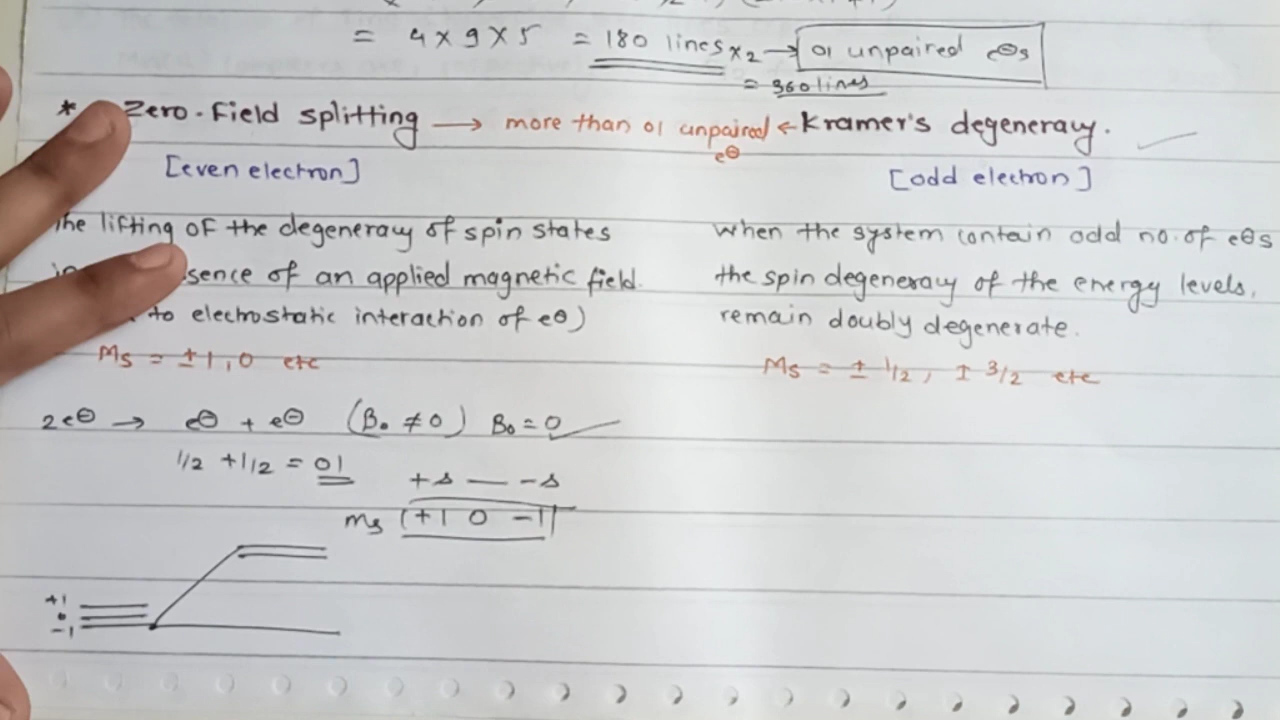 = 4 x 9 x 5 = 180 lines x2 → 01 unpaired e⊖s
= 360 lines
* Zero-Field splitting → more than 01 unpaired e⊖ ← Kramer's degeneracy.
[even electron] [odd electron]
The lifting of the degeneracy of spin states
sence of an applied magnetic field.
to electrostatic interaction of e⊖)
Ms = ±1, 0 etc
When the system contain odd no. of e⊖s
the spin degeneracy of the energy levels,
remain doubly degenerate.
Ms = ± 1/2, ± 3/2 etc
2e⊖ → e⊖ + e⊖ (B₀ ≠ 0) B₀ = 0
1/2 + 1/2 = 01
+s — -s
ms (+1 0 -1)
+1
0
-1